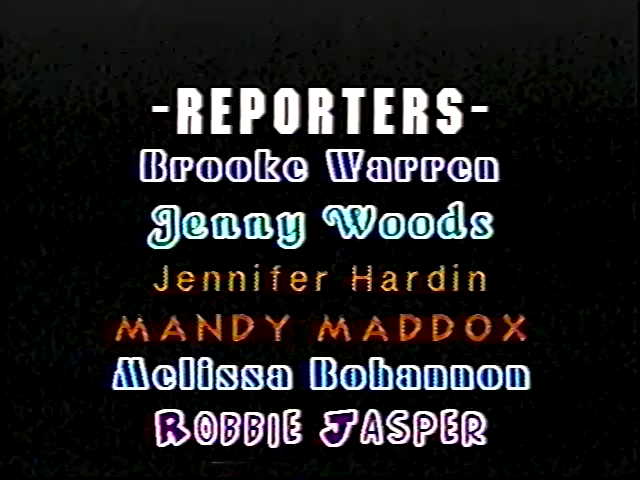 -REPORTERS-
Brooke Warren
Jenny Woods
Jennifer Hardin
MANDY MADDOX
Melissa Bohannon
ROBBIE JASPER